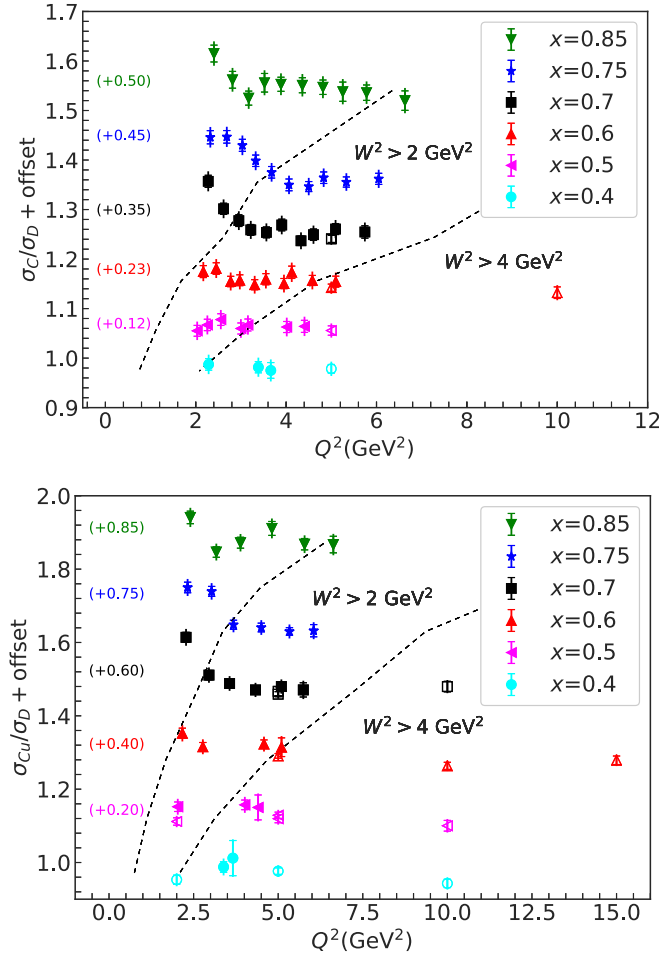 σ_C/σ_D + offset
1.7
1.6
1.5
1.4
1.3
1.2
1.1
1.0
0.9
(+0.50)
(+0.45)
(+0.35)
(+0.23)
(+0.12)
W² > 2 GeV²
W² > 4 GeV²
x=0.85
x=0.75
x=0.7
x=0.6
x=0.5
x=0.4
0 2 4 6 8 10 12
Q²(GeV²)
σ_Cu/σ_D + offset
2.0
1.8
1.6
1.4
1.2
1.0
(+0.85)
(+0.75)
(+0.60)
(+0.40)
(+0.20)
W² > 2 GeV²
W² > 4 GeV²
x=0.85
x=0.75
x=0.7
x=0.6
x=0.5
x=0.4
0.0 2.5 5.0 7.5 10.0 12.5 15.0
Q²(GeV²)